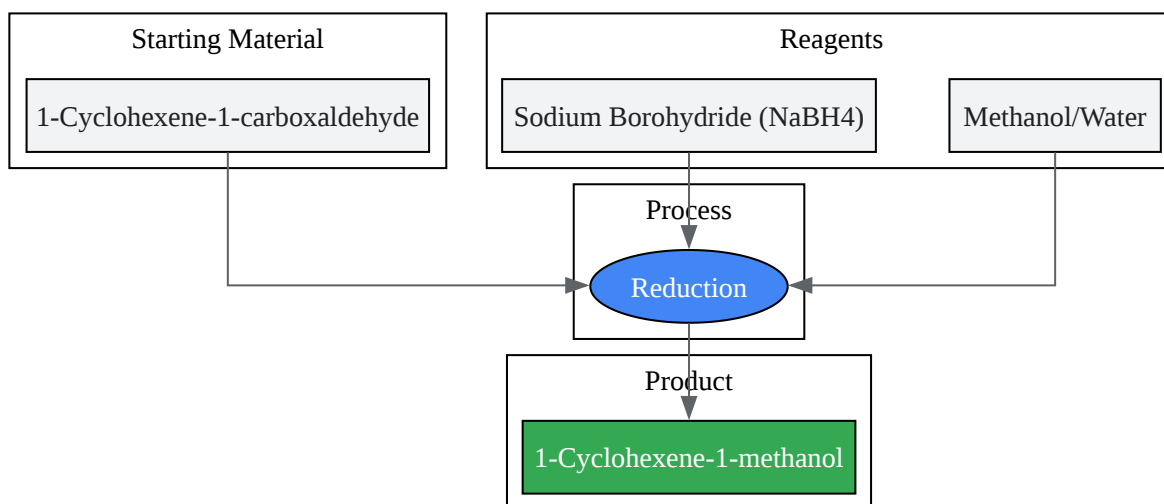 Starting Material
1-Cyclohexene-1-carboxaldehyde
Reagents
Sodium Borohydride (NaBH4)
Methanol/Water
Process
Reduction
Product
1-Cyclohexene-1-methanol